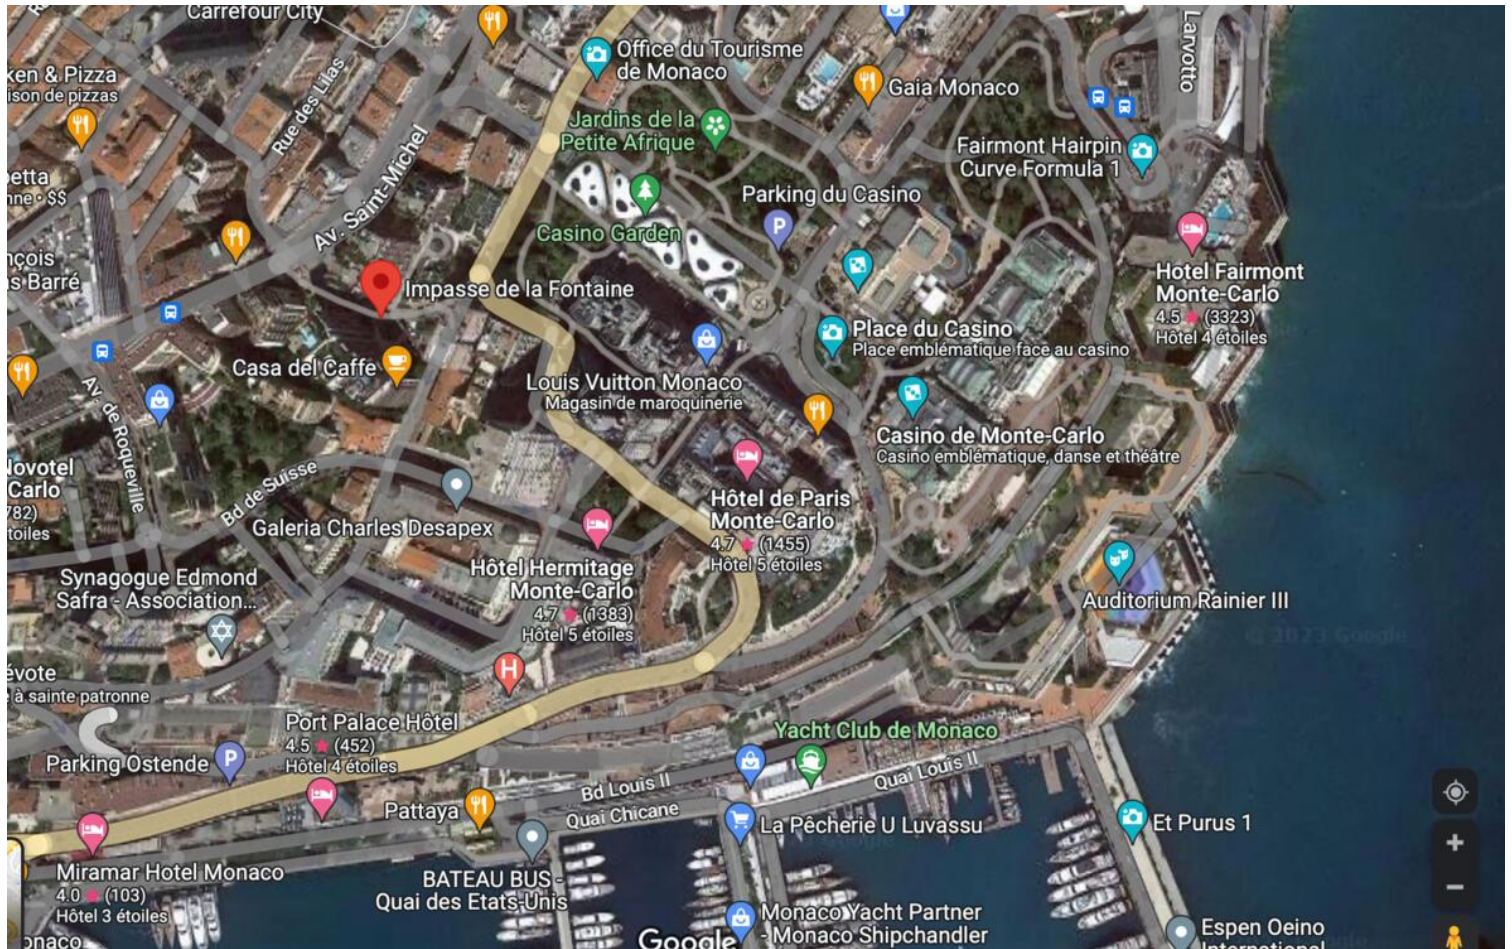 Carrefour City
Office du Tourisme
de Monaco
Larvotto
Gaia Monaco
ken & Pizza
ison de pizzas
Rue des Lilas
Jardins de la
Petite Afrique
Av. Saint-Michel
Fairmont Hairpin
Curve Formula 1
etta
nne • $$
Parking du Casino
P
Casino Garden
nçois
s Barré
Impasse de la Fontaine
Hotel Fairmont
Monte-Carlo
4.5 ★ (3323)
Hôtel 4 étoiles
Place du Casino
Place emblématique face au casino
Casa del Caffe
Louis Vuitton Monaco
Magasin de maroquinerie
Av. de Roqueville
Casino de Monte-Carlo
Casino emblématique, danse et théâtre
Novotel
Carlo
782)
toiles
Bd de Suisse
Galeria Charles Desapex
Hôtel de Paris
Monte-Carlo
4.7 ★ (1455)
Hôtel 5 étoiles
Hôtel Hermitage
Monte-Carlo
4.7 ★ (1383)
Hôtel 5 étoiles
Synagogue Edmond
Safra - Association...
Auditorium Rainier III
2023 Google
évote
à sainte patronne
H
Port Palace Hôtel
4.5 ★ (452)
Hôtel 4 étoiles
Parking Ostende
P
Yacht Club de Monaco
Quai Louis II
Bd Louis II
Quai Chicane
Pattaya
La Pêcherie U Luvassu
Et Purus 1
Miramar Hotel Monaco
4.0 ★ (103)
Hôtel 3 étoiles
BATEAU BUS -
Quai des Etats-Unis
Monaco Yacht Partner
- Monaco Shipchandler
Google
Espen Oeino
International
onaco
+
−